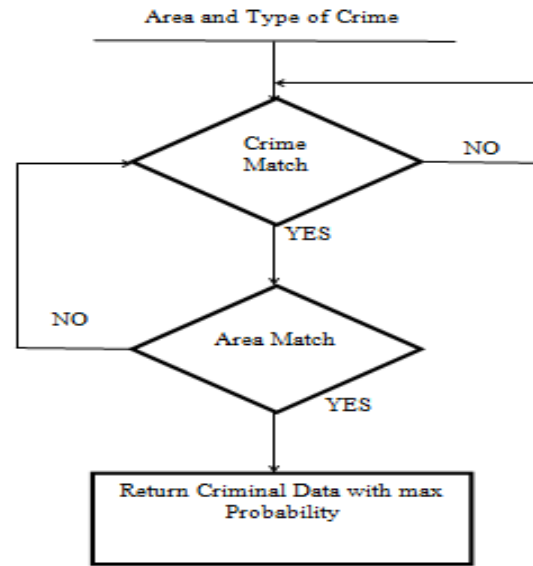 Area and Type of Crime
Crime
Match
NO
YES
NO
Area Match
YES
Return Criminal Data with max
Probability